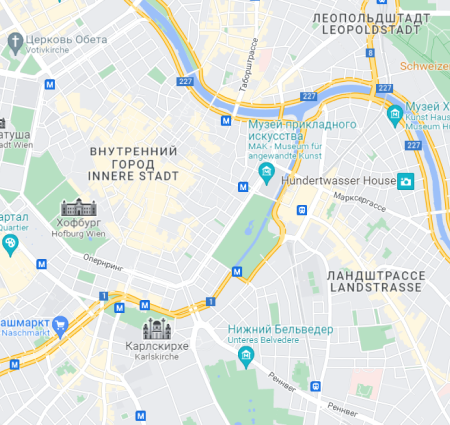 ЛЕОПОЛЬДШТАДТ
LEOPOLDSTADT
Церковь Обета
Votivkirche
Таборштрассе
8
Schweizer
227
227
227
M
Музей Х
Kunst Haus
Museum H
Музей прикладного
искусства
MAK - Museum für
angewandte Kunst
атуша
dt Wien
ВНУТРЕННИЙ
ГОРОД
INNERE STADT
M
Hundertwasser House
Марксергассе
Хофбург
Hofburg Wien
артал
Quartier
M
Опернринг
M
M
ЛАНДШТРАССЕ
LANDSTRASSE
1
M
M
1
ашмаркт
Naschmarkt
Карлскирхе
Karlskirche
Нижний Бельведер
Unteres Belvedere
M
Реннвег
Реннвег